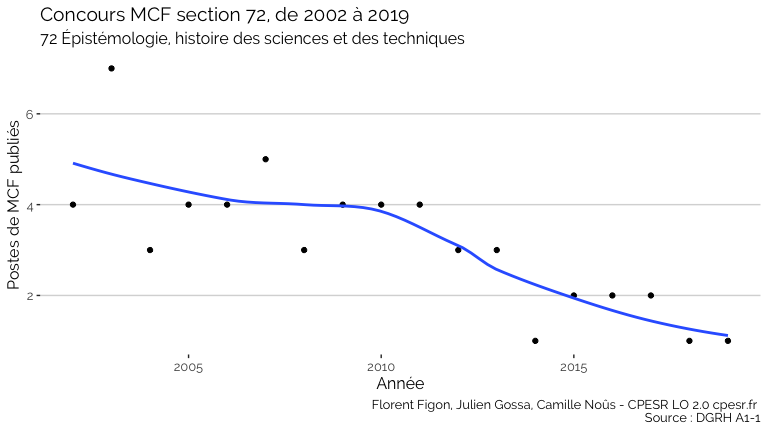 Concours MCF section 72, de 2002 à 2019
72 Épistémologie, histoire des sciences et des techniques
Postes de MCF publiés
6
4
2
2005
2010
2015
Année
Florent Figon, Julien Gossa, Camille Noûs - CPESR LO 2.0 cpesr.fr
Source : DGRH A1-1